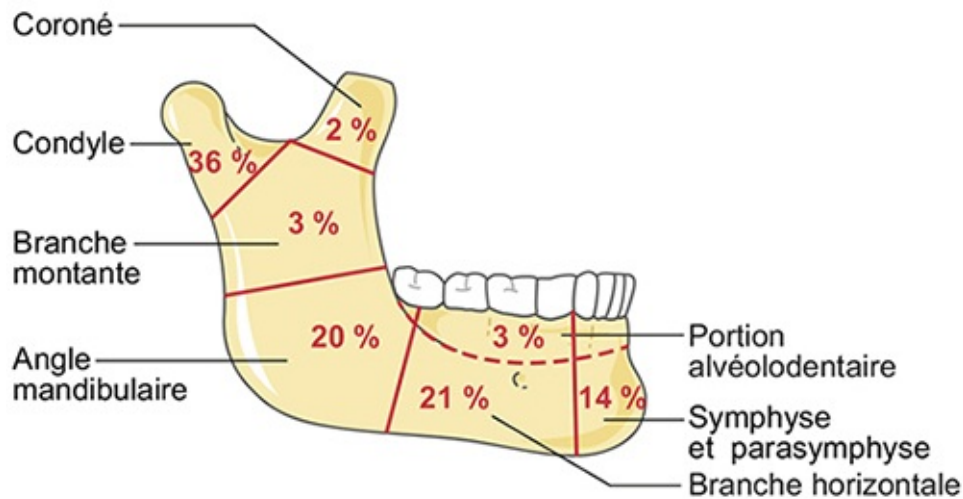 Coroné
2 %
Condyle
36 %
3 %
Branche
montante
20 %
3 %
Portion
alvéolodentaire
Angle
mandibulaire
21 %
14 %
Symphyse
et parasymphyse
Branche horizontale